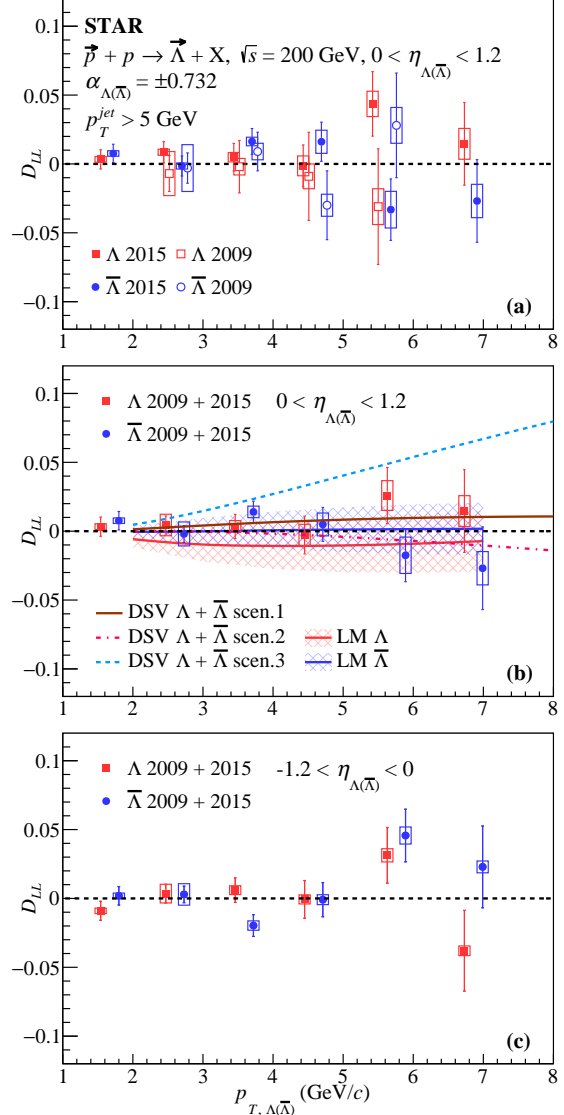 0.1
STAR
p⃗ + p → Λ⃗ + X, √s = 200 GeV, 0 < η_Λ(Λ̅) < 1.2
α_Λ(Λ̅) = ±0.732
p_T^jet > 5 GeV
0.05
D_LL
0
−0.05
Λ 2015 Λ 2009
Λ̅ 2015 Λ̅ 2009
−0.1
(a)
1 2 3 4 5 6 7 8
0.1
Λ 2009 + 2015 0 < η_Λ(Λ̅) < 1.2
Λ̅ 2009 + 2015
0.05
D_LL
0
−0.05
DSV Λ + Λ̅ scen.1
DSV Λ + Λ̅ scen.2 LM Λ
DSV Λ + Λ̅ scen.3 LM Λ̅
−0.1
(b)
1 2 3 4 5 6 7 8
0.1
Λ 2009 + 2015 -1.2 < η_Λ(Λ̅) < 0
Λ̅ 2009 + 2015
0.05
D_LL
0
−0.05
−0.1
(c)
1 2 3 4 5 6 7 8
p_T, Λ(Λ̅) (GeV/c)